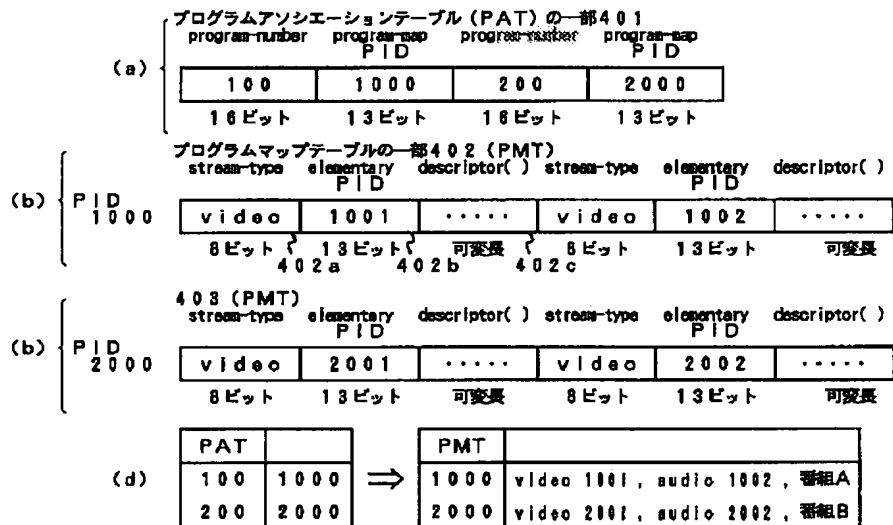 プログラムアソシエーションテーブル(PAT)の一部401
program-number program-map PID program-number program-map PID
(a)
100 1000 200 2000
16ビット 13ビット 16ビット 13ビット
プログラムマップテーブルの一部402(PMT)
stream-type elementary PID descriptor( ) stream-type elementary PID descriptor( )
(b) PID 1000
video 1001 ・・・・・ video 1002 ・・・・・
8ビット 13ビット 可変長 8ビット 13ビット 可変長
402a 402b 402c
403(PMT)
stream-type elementary PID descriptor( ) stream-type elementary PID descriptor( )
(b) PID 2000
video 2001 ・・・・・ video 2002 ・・・・・
8ビット 13ビット 可変長 8ビット 13ビット 可変長
(d)
PAT ⇒ PMT
100 1000 1000 video 1001, audio 1002, 番組A
200 2000 2000 video 2001, audio 2002, 番組B